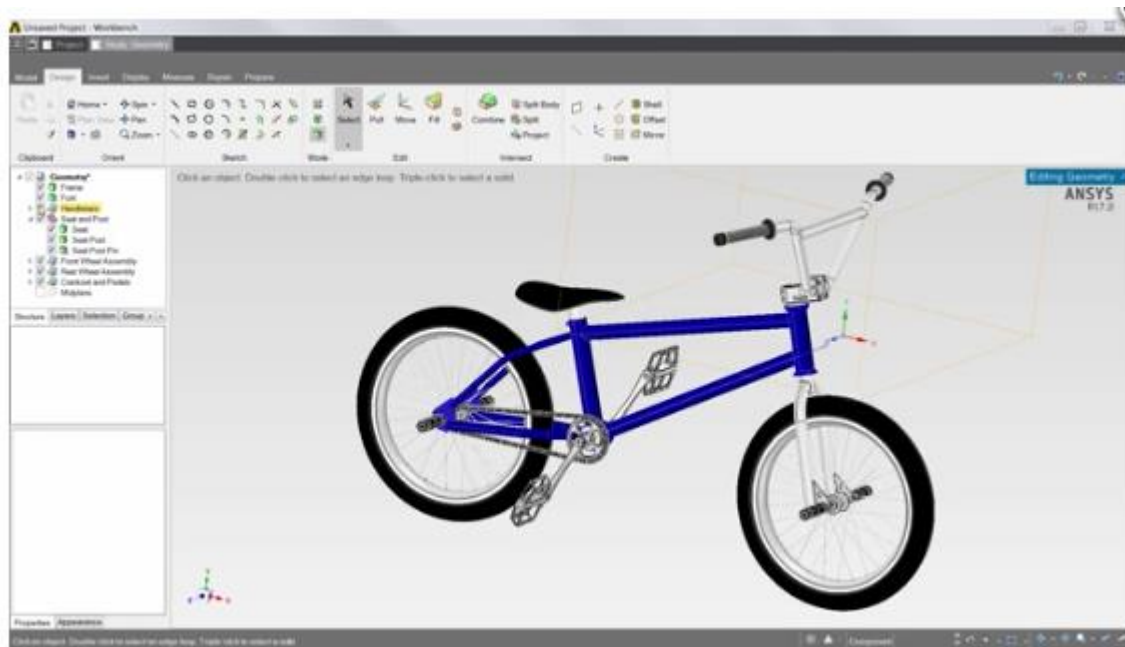 Unsaved Project - Workbench
Project
Model Design Insert Display Measure Repair Prepare
Home Spin
Plan View Pan
Zoom
Select Pull Move Fill
Combine
Split Body
Split
Project
Shell
Offset
Move
Clipboard Orient Sketch Mode Edit Intersect Create
Click an object. Double-click to select an edge loop. Triple-click to select a solid.
Editing Geometry
ANSYS
R17.0
Geometry*
Frame
Fork
Handlebars
Seat and Post
Seat
Seat Post
Seat Post Pin
Front Wheel Assembly
Rear Wheel Assembly
Crankset and Pedals
Midplane
Structure Layers Selection Group
Properties Appearance
Click an object. Double-click to select an edge loop. Triple-click to select a solid.
Component